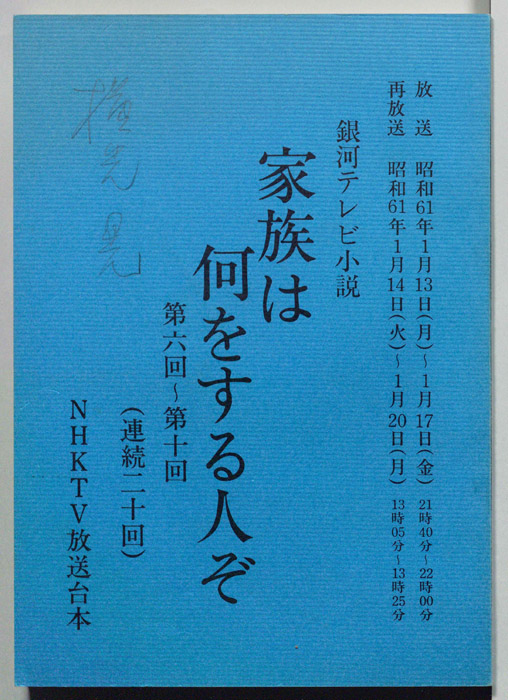 放送 昭和61年1月13日(月)〜1月17日(金) 21時40分〜22時00分
再放送 昭和61年1月14日(火)〜1月20日(月) 13時05分〜13時25分
銀河テレビ小説
家族は
何をする人ぞ
第六回〜第十回
(連続二十回)
NHKTV放送台本